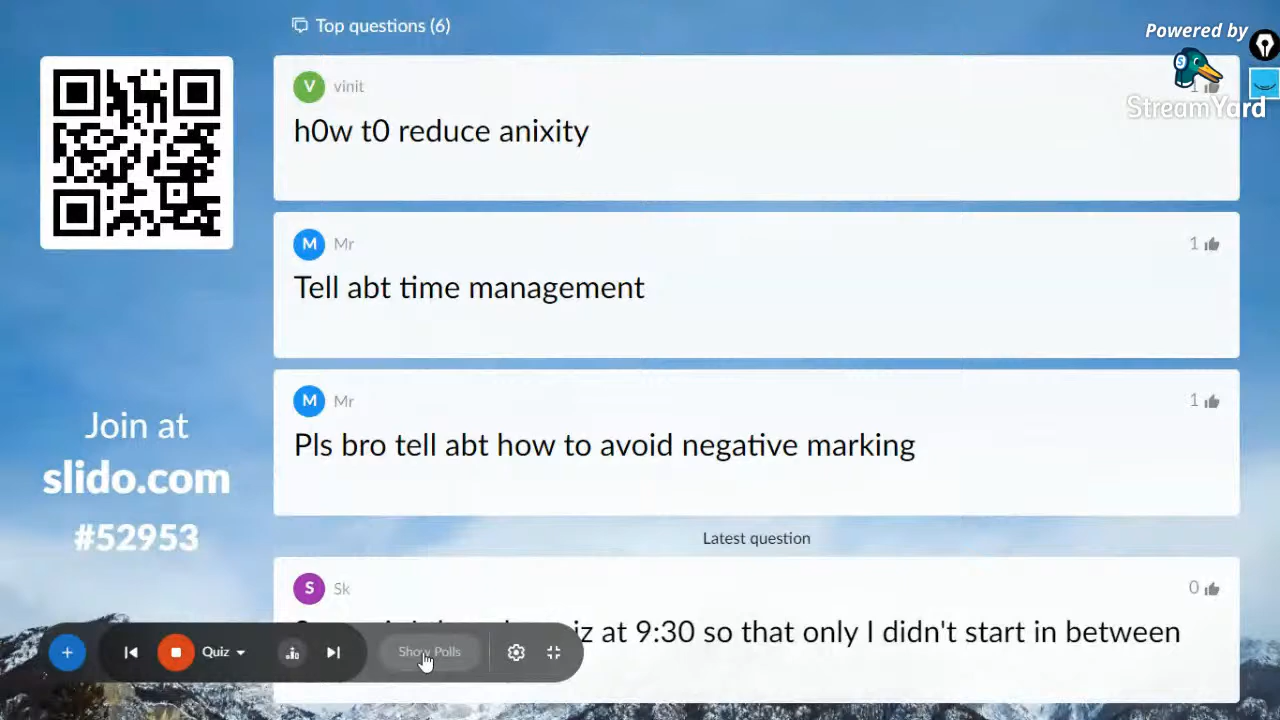 Top questions (6)
Powered by
StreamYard
V
vinit
1
h0w t0 reduce anixity
M
Mr
1
Tell abt time management
M
Mr
1
Pls bro tell abt how to avoid negative marking
Join at
slido.com
#52953
Latest question
S
Sk
0
at 9:30 so that only I didn't start in between
Quiz
Show Polls